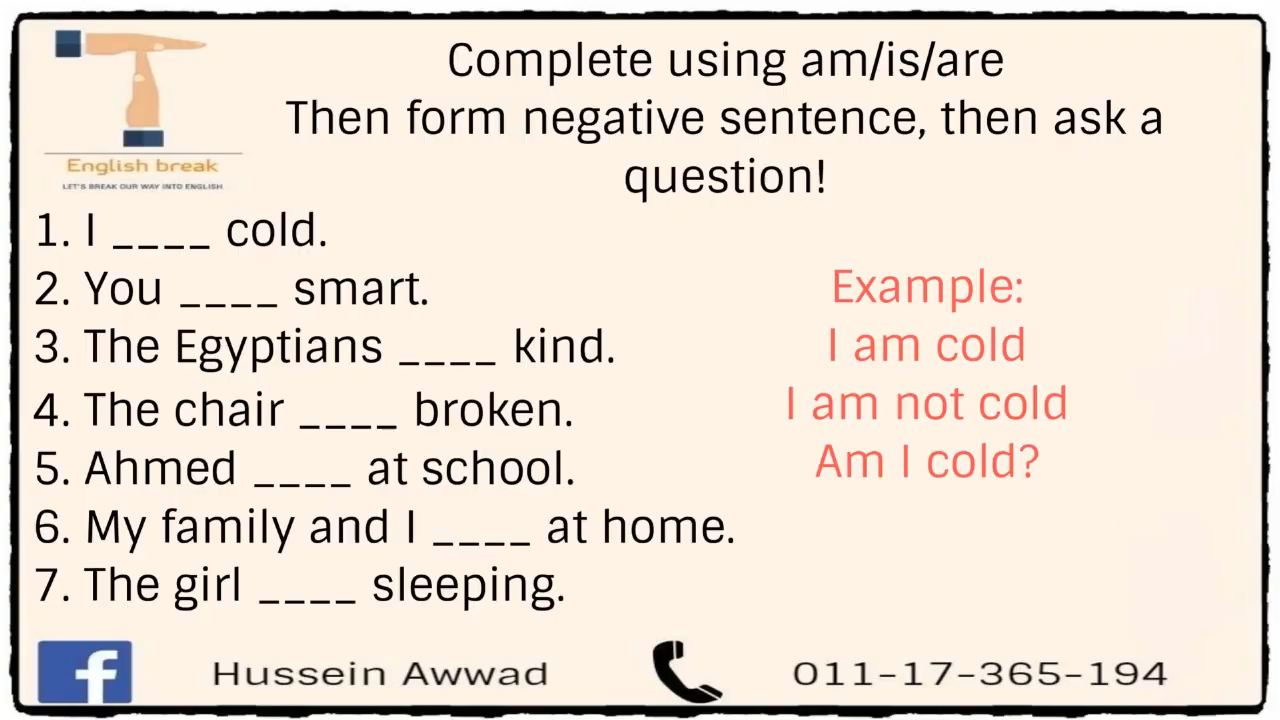 Complete using am/is/are
Then form negative sentence, then ask a
question!
English break
LET'S BREAK OUR WAY INTO ENGLISH
1. I ____ cold.
2. You ____ smart.
3. The Egyptians ____ kind.
4. The chair ____ broken.
5. Ahmed ____ at school.
6. My family and I ____ at home.
7. The girl ____ sleeping.
Example:
I am cold
I am not cold
Am I cold?
f
Hussein Awwad
011-17-365-194